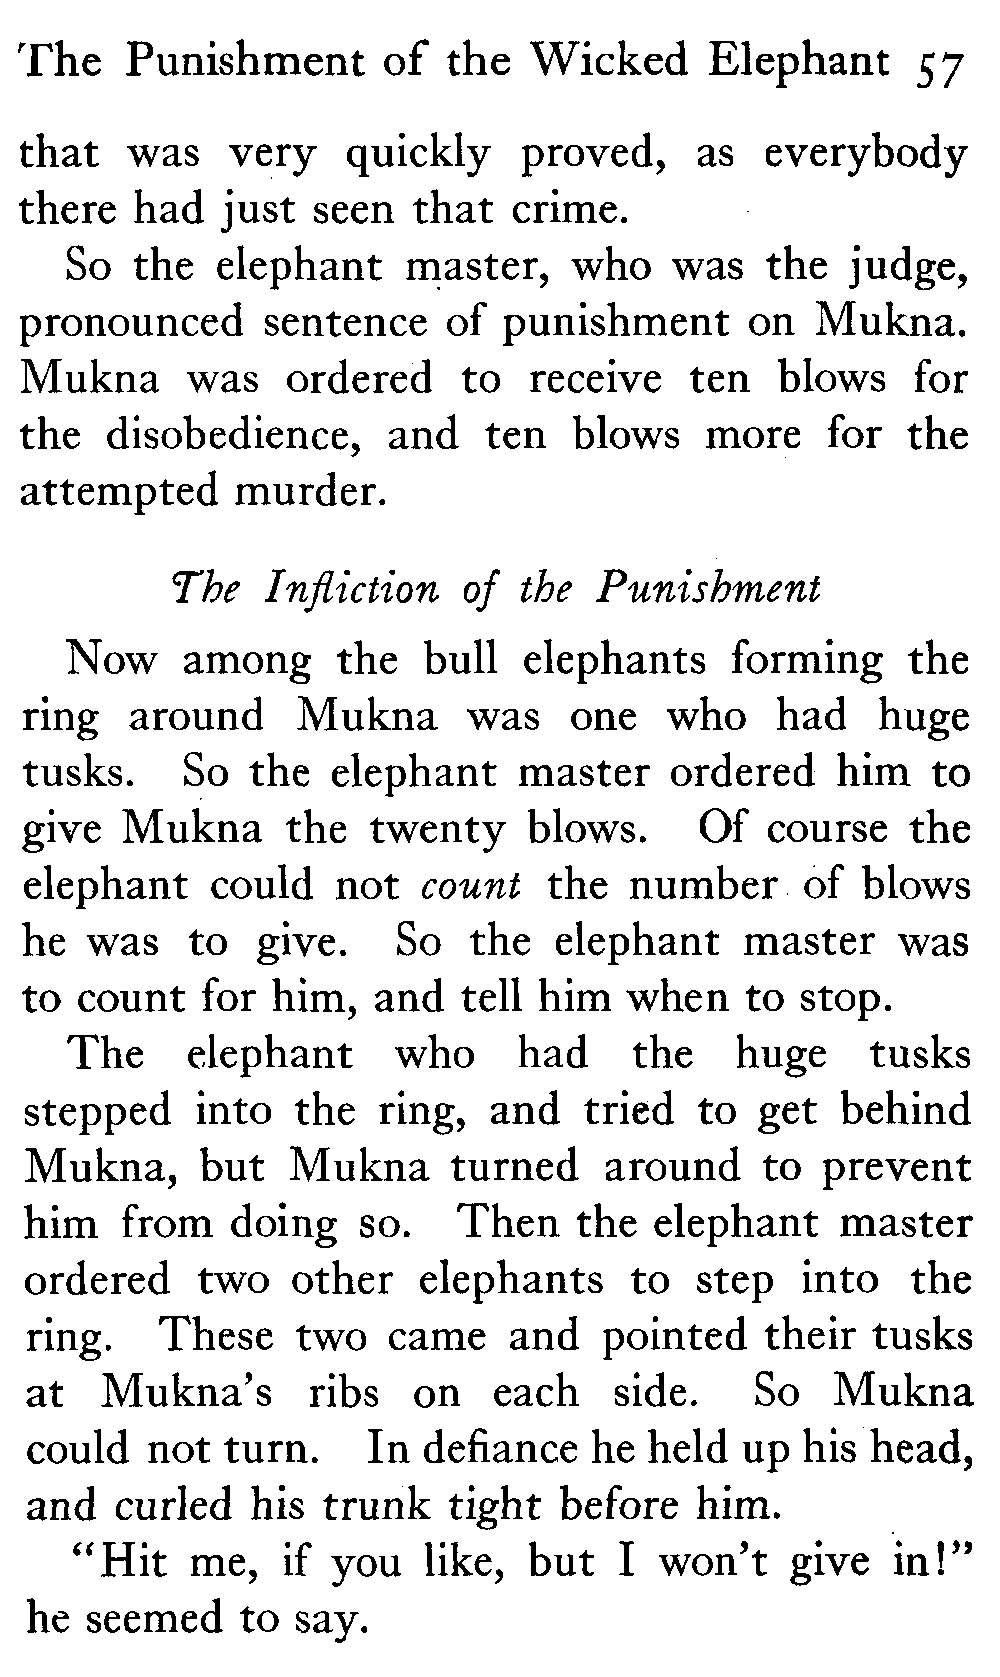 The Punishment of the Wicked Elephant 57
that was very quickly proved, as everybody
there had just seen that crime.
So the elephant master, who was the judge,
pronounced sentence of punishment on Mukna.
Mukna was ordered to receive ten blows for
the disobedience, and ten blows more for the
attempted murder.
The Infliction of the Punishment
Now among the bull elephants forming the
ring around Mukna was one who had huge
tusks. So the elephant master ordered him to
give Mukna the twenty blows. Of course the
elephant could not count the number of blows
he was to give. So the elephant master was
to count for him, and tell him when to stop.
The elephant who had the huge tusks
stepped into the ring, and tried to get behind
Mukna, but Mukna turned around to prevent
him from doing so. Then the elephant master
ordered two other elephants to step into the
ring. These two came and pointed their tusks
at Mukna's ribs on each side. So Mukna
could not turn. In defiance he held up his head,
and curled his trunk tight before him.
"Hit me, if you like, but I won't give in!"
he seemed to say.